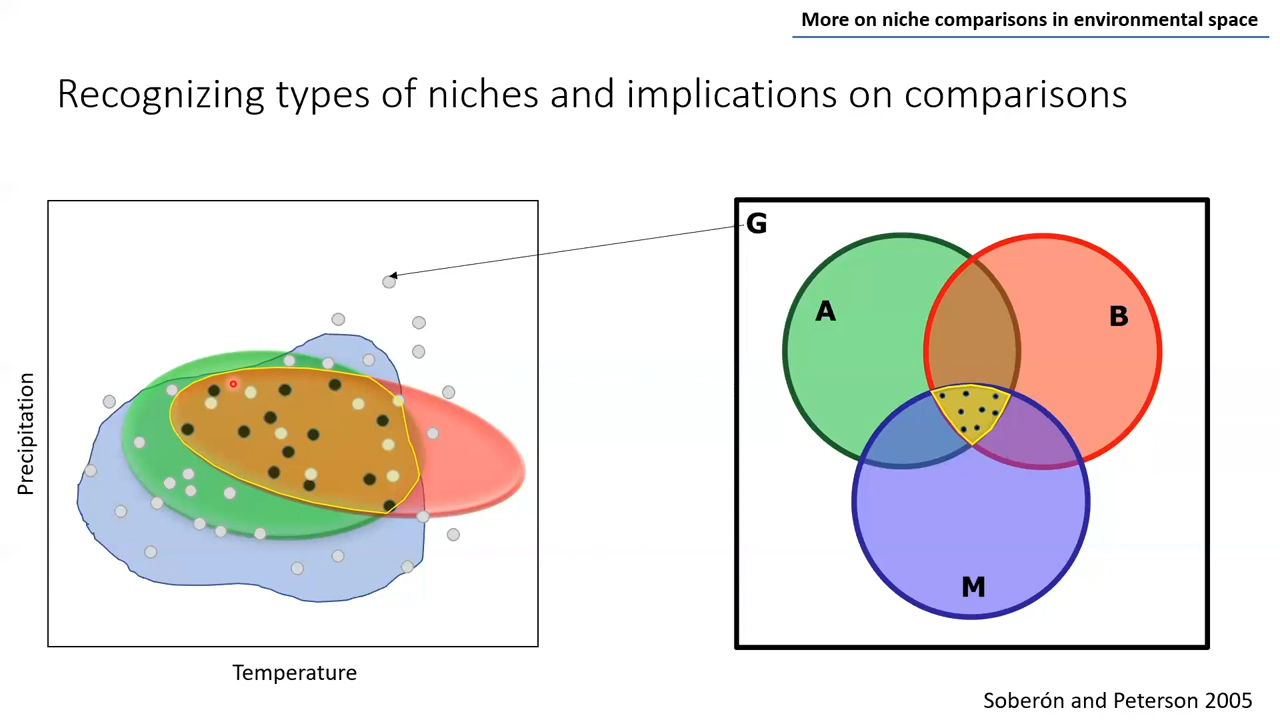 More on niche comparisons in environmental space
Recognizing types of niches and implications on comparisons
G
A
B
M
Precipitation
Temperature
Soberón and Peterson 2005